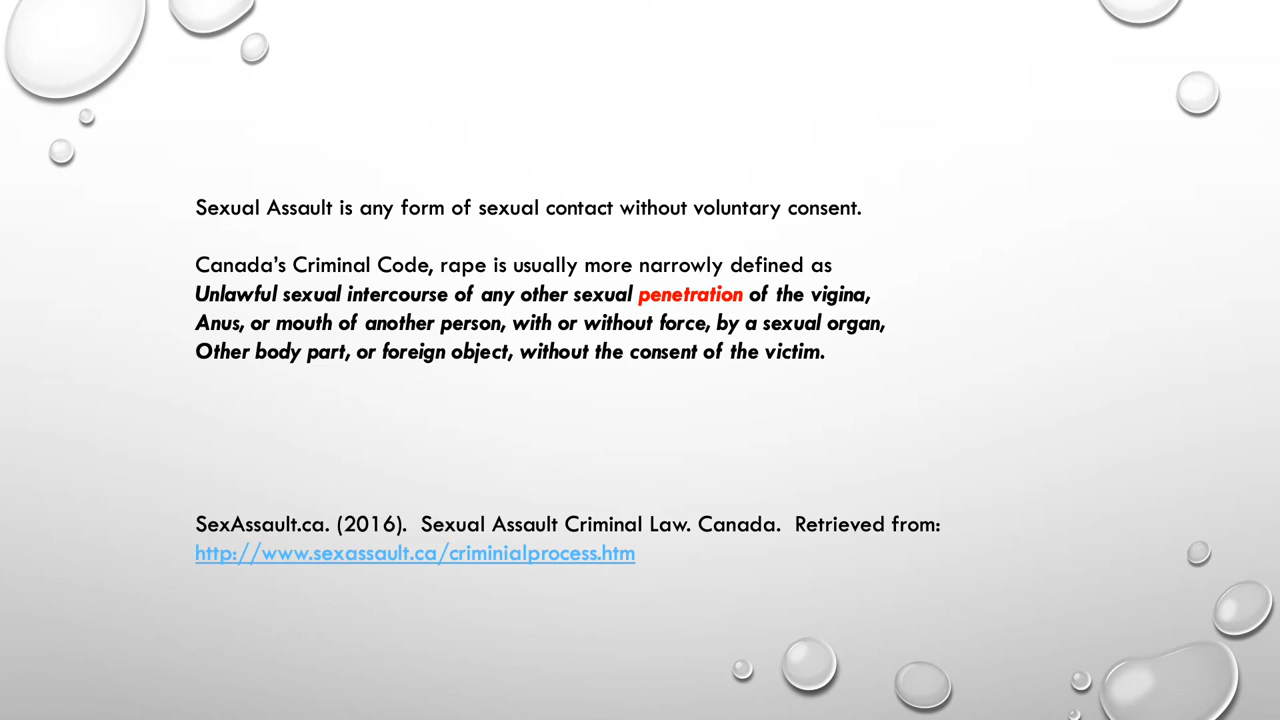 Sexual Assault is any form of sexual contact without voluntary consent.
Canada's Criminal Code, rape is usually more narrowly defined as
Unlawful sexual intercourse of any other sexual penetration of the vigina,
Anus, or mouth of another person, with or without force, by a sexual organ,
Other body part, or foreign object, without the consent of the victim.
SexAssault.ca. (2016).  Sexual Assault Criminal Law. Canada.  Retrieved from:
http://www.sexassault.ca/criminialprocess.htm